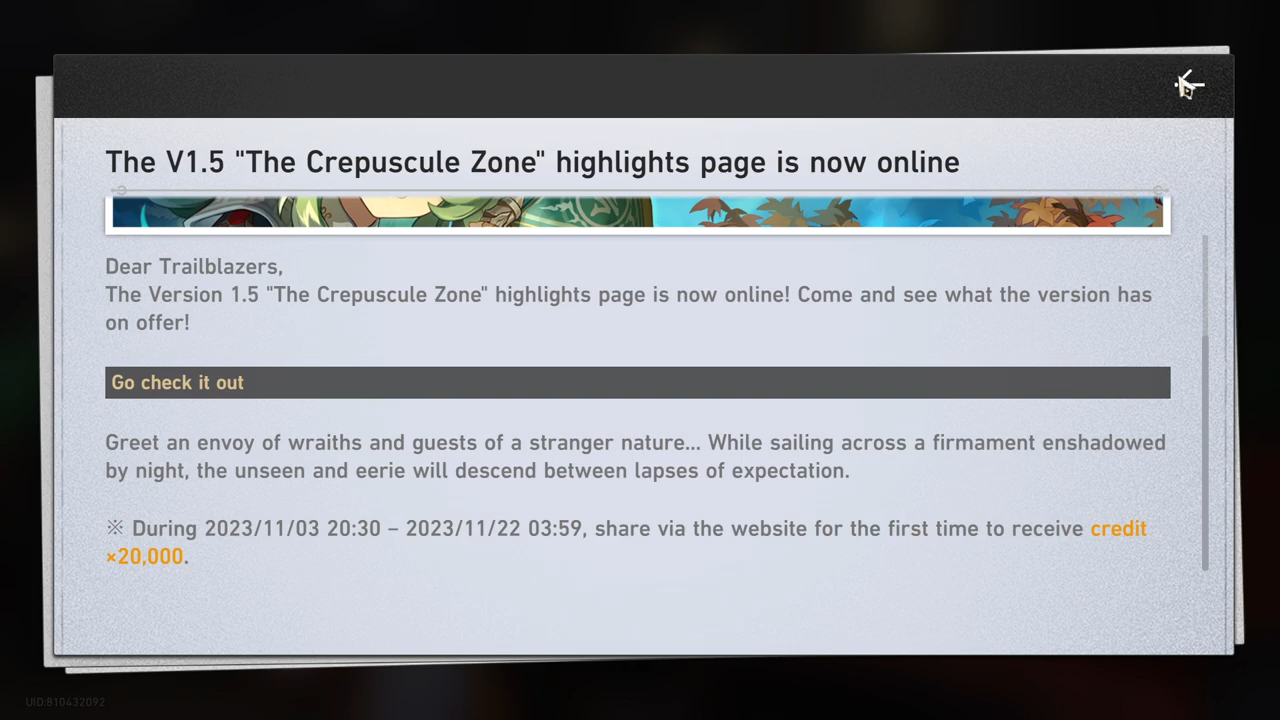 The V1.5 "The Crepuscule Zone" highlights page is now online
Dear Trailblazers,
The Version 1.5 "The Crepuscule Zone" highlights page is now online! Come and see what the version has
on offer!
Go check it out
Greet an envoy of wraiths and guests of a stranger nature... While sailing across a firmament enshadowed
by night, the unseen and eerie will descend between lapses of expectation.
※ During 2023/11/03 20:30 – 2023/11/22 03:59, share via the website for the first time to receive credit
×20,000.
UID:810432092